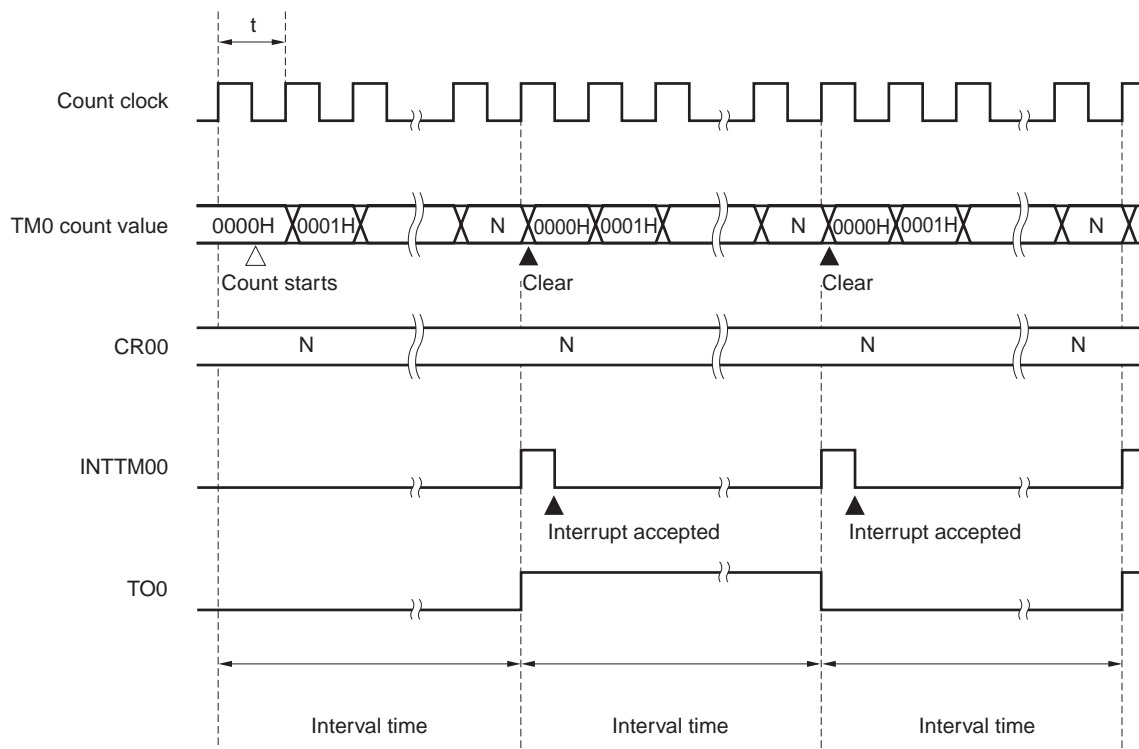 t
Count clock
TM0 count value
0000H 0001H N 0000H 0001H N 0000H 0001H N
Count starts Clear Clear
CR00
N N N N
INTTM00
Interrupt accepted Interrupt accepted
TO0
Interval time Interval time Interval time